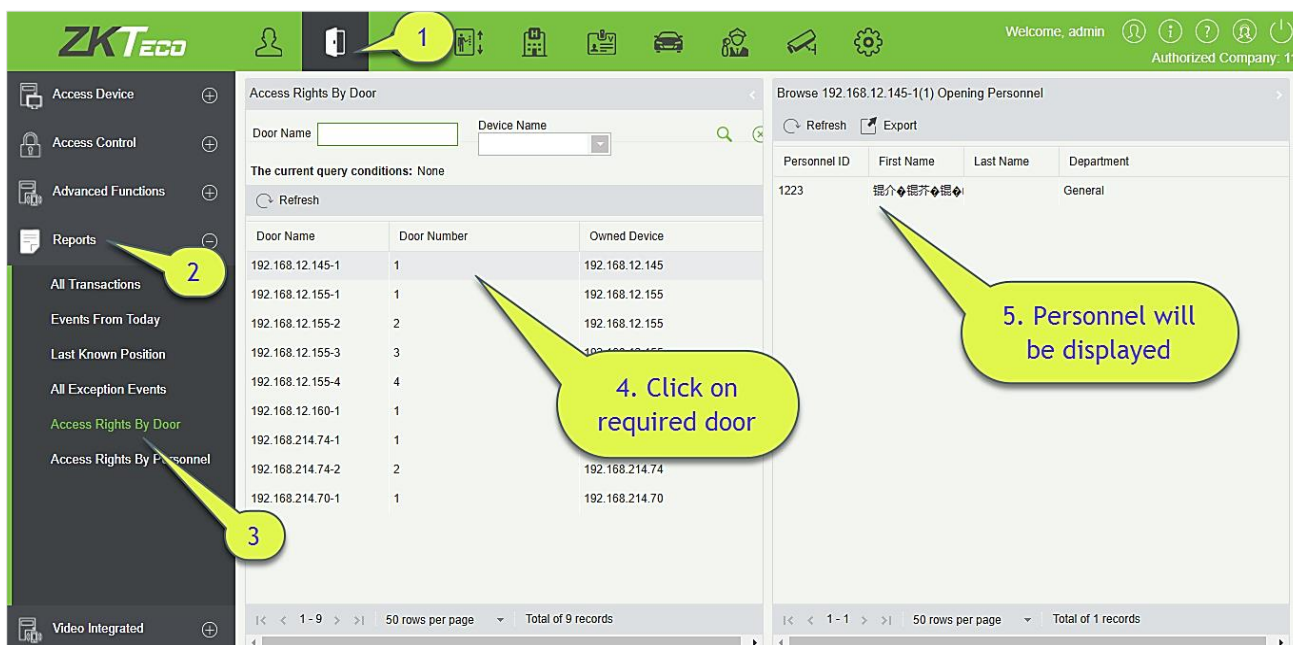 ZKTeco
1
Welcome, admin
Authorized Company:
Access Device
Access Control
Advanced Functions
Reports
2
All Transactions
Events From Today
Last Known Position
All Exception Events
Access Rights By Door
Access Rights By Personnel
3
Video Integrated
Access Rights By Door
Door Name
Device Name
The current query conditions: None
Refresh
Door Name Door Number Owned Device
192.168.12.145-1 1 192.168.12.145
192.168.12.155-1 1 192.168.12.155
192.168.12.155-2 2 192.168.12.155
192.168.12.155-3 3
192.168.12.155-4 4
192.168.12.160-1 1
192.168.214.74-1 1
192.168.214.74-2 2 192.168.214.74
192.168.214.70-1 1 192.168.214.70
4. Click on
required door
1 - 9 50 rows per page Total of 9 records
Browse 192.168.12.145-1(1) Opening Personnel
Refresh Export
Personnel ID First Name Last Name Department
1223 锟介�锟芥�锟� General
5. Personnel will
be displayed
1 - 1 50 rows per page Total of 1 records